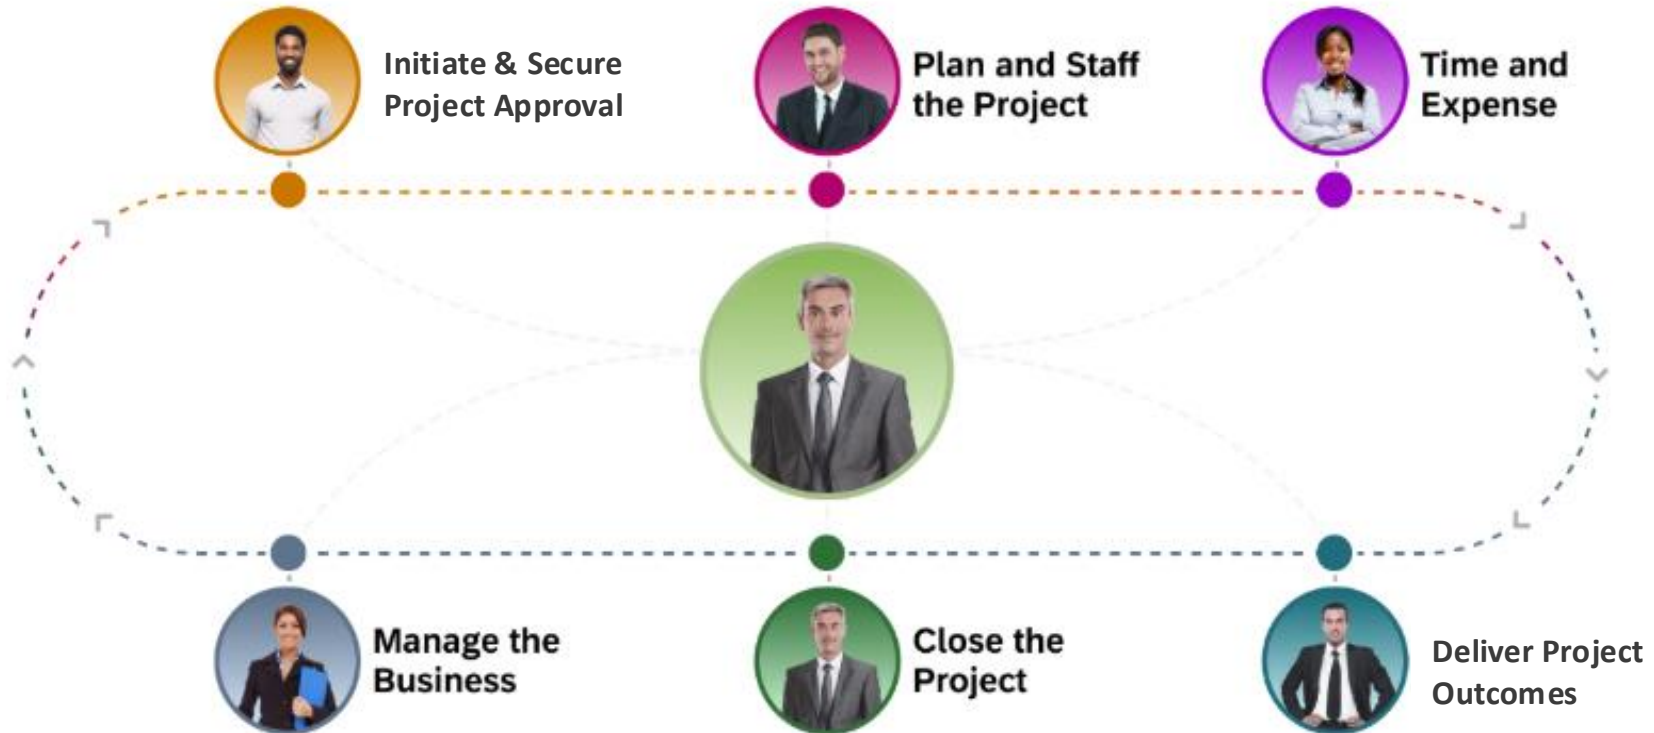 Initiate & Secure
Project Approval
Plan and Staff
the Project
Time and
Expense
Manage the
Business
Close the
Project
Deliver Project
Outcomes